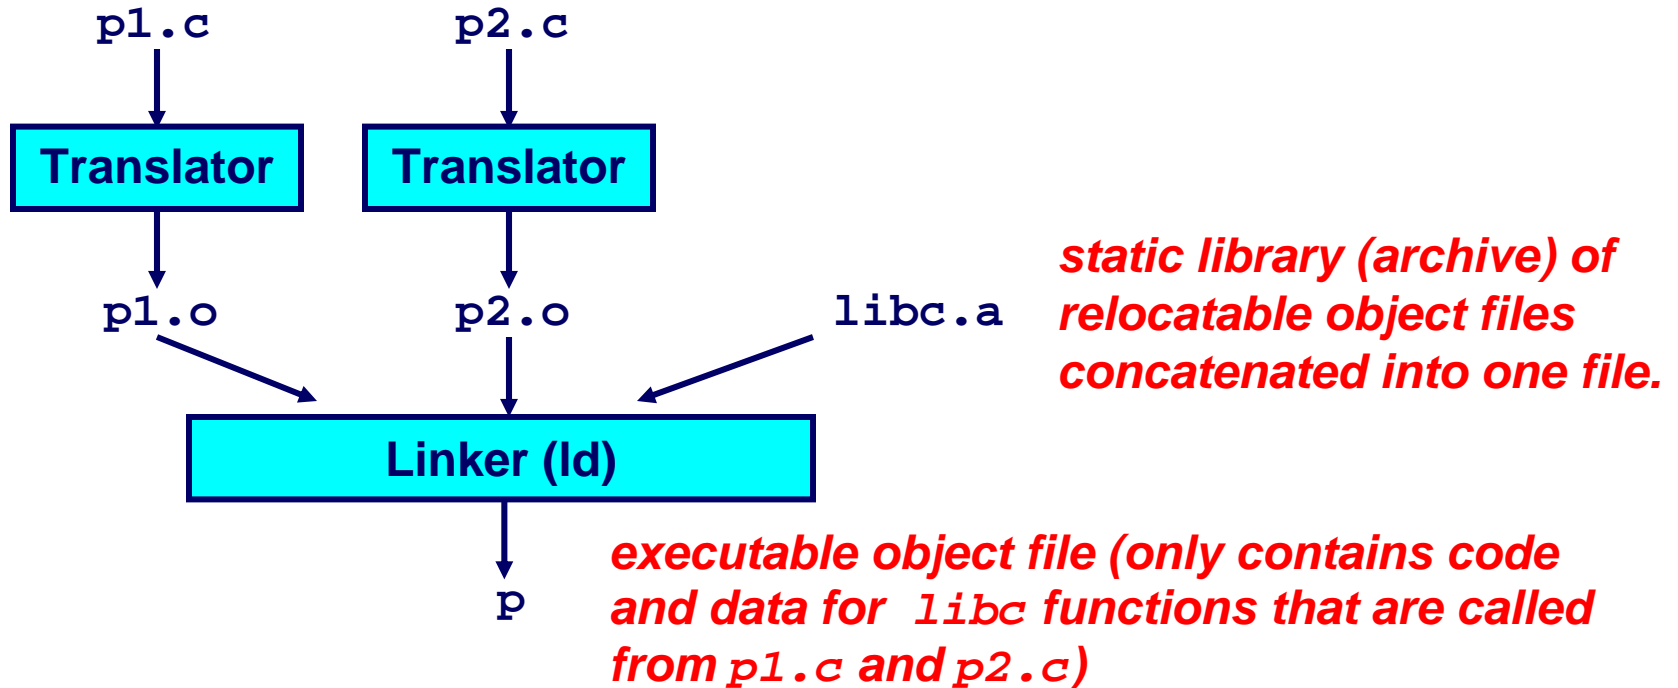 p1.c p2.c
Translator Translator
p1.o p2.o libc.a
static library (archive) of
relocatable object files
concatenated into one file.
Linker (ld)
p
executable object file (only contains code
and data for libc functions that are called
from p1.c and p2.c)